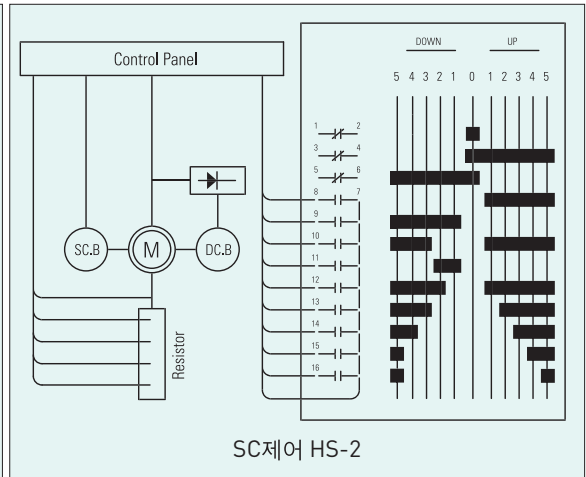 Control Panel
DOWN UP
5 4 3 2 1 0 1 2 3 4 5
1 2
3 4
5 6
8 7
9
10
11
12
13
14
15
16
SC.B M DC.B
Resistor
SC제어 HS-2